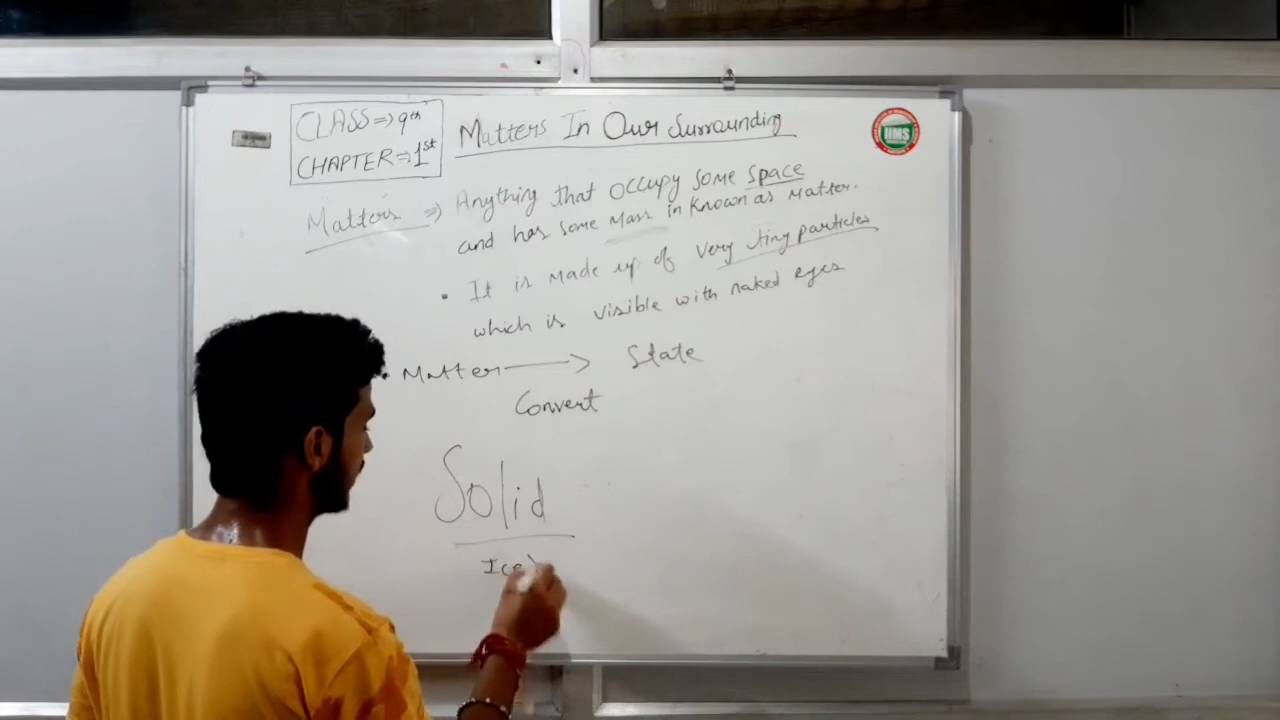 CLASS => 9th
CHAPTER => 1st
Matters In Our Surrounding
Matters => Anything that occupy some space
and has some mass in known as matter.
• It is made up of very tiny particles
which is visible with naked eyes
• Matter ⟶ State
Convert
Solid
Ice
IIMS